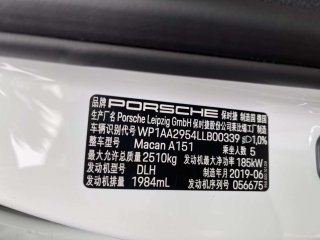 品牌 PORSCHE 保时捷 制造国 德国
生产厂名 Porsche Leipzig GmbH 保时捷股份公司莱比锡工厂制造
车辆识别代号 WP1AA2954LLB00339 1,0%
整车型号 Macan A151 乘坐人数 5
最大允许总质量 2510kg 发动机最大净功率 185kW
发动机型号 DLH 制造年月 2019-06
发动机排量 1984mL 发动机序列号 056675